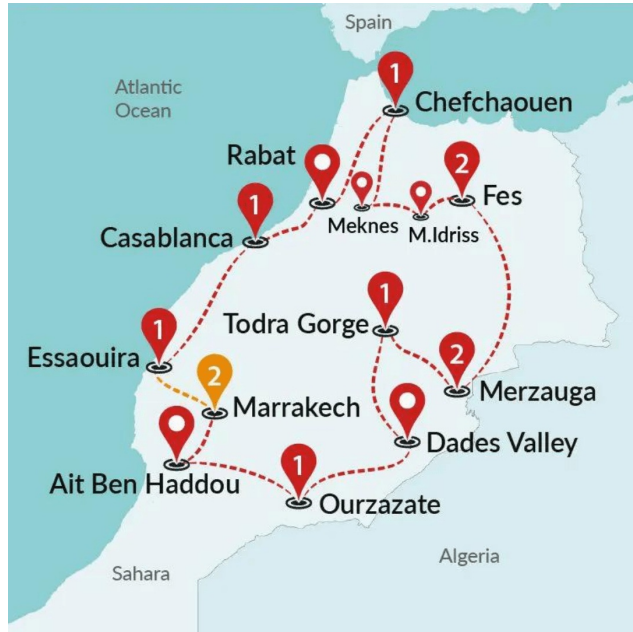 Spain
Atlantic
Ocean
1
Chefchaouen
Rabat
2
Fes
1
Casablanca
Meknes
M.Idriss
1
Todra Gorge
1
Essaouira
2
Merzauga
2
Marrakech
Dades Valley
Ait Ben Haddou
1
Ourzazate
Algeria
Sahara